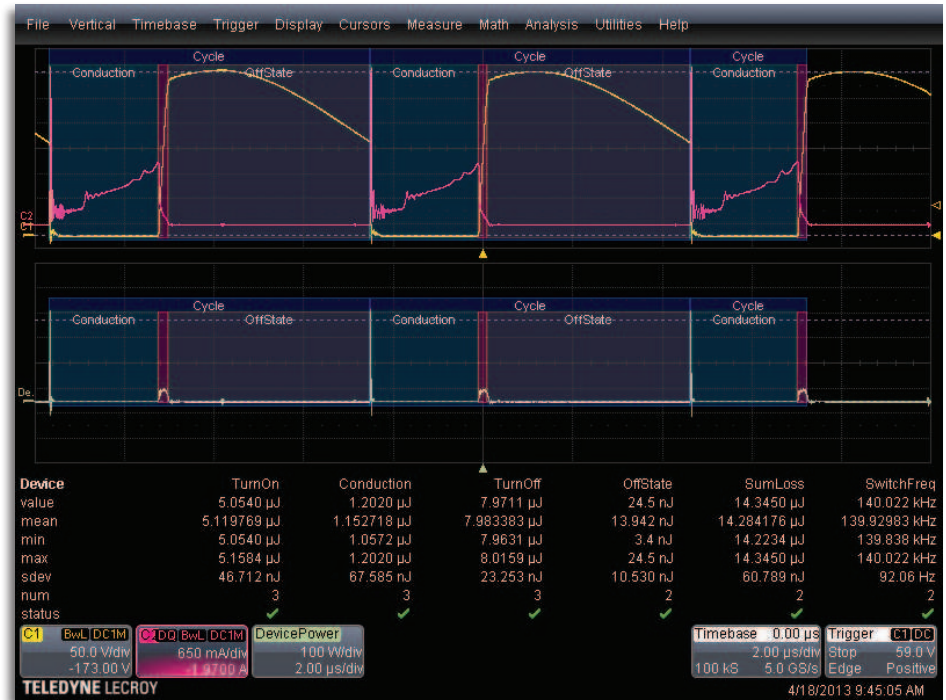 File Vertical Timebase Trigger Display Cursors Measure Math Analysis Utilities Help
Cycle Cycle Cycle
Conduction OffState Conduction OffState Conduction
C2
C1
Cycle Cycle Cycle
Conduction OffState Conduction OffState Conduction
De.
Device TurnOn Conduction TurnOff OffState SumLoss SwitchFreq
value 5.0540 µJ 1.2020 µJ 7.9711 µJ 24.5 nJ 14.3450 µJ 140.022 kHz
mean 5.119769 µJ 1.152718 µJ 7.983383 µJ 13.942 nJ 14.284176 µJ 139.92983 kHz
min 5.0540 µJ 1.0572 µJ 7.9631 µJ 3.4 nJ 14.2234 µJ 139.838 kHz
max 5.1584 µJ 1.2020 µJ 8.0159 µJ 24.5 nJ 14.3450 µJ 140.022 kHz
sdev 46.712 nJ 67.585 nJ 23.253 nJ 10.530 nJ 60.789 nJ 92.06 Hz
num 3 3 3 2 2 2
status
C1 BwL DC1M C2 DQ BwL DC1M DevicePower Timebase 0.00 µs Trigger C1 DC
50.0 V/div 650 mA/div 100 W/div 2.00 µs/div Stop 59.0 V
-173.00 V -1.9700 A 2.00 µs/div 100 kS 5.0 GS/s Edge Positive
TELEDYNE LECROY 4/18/2013 9:45:05 AM